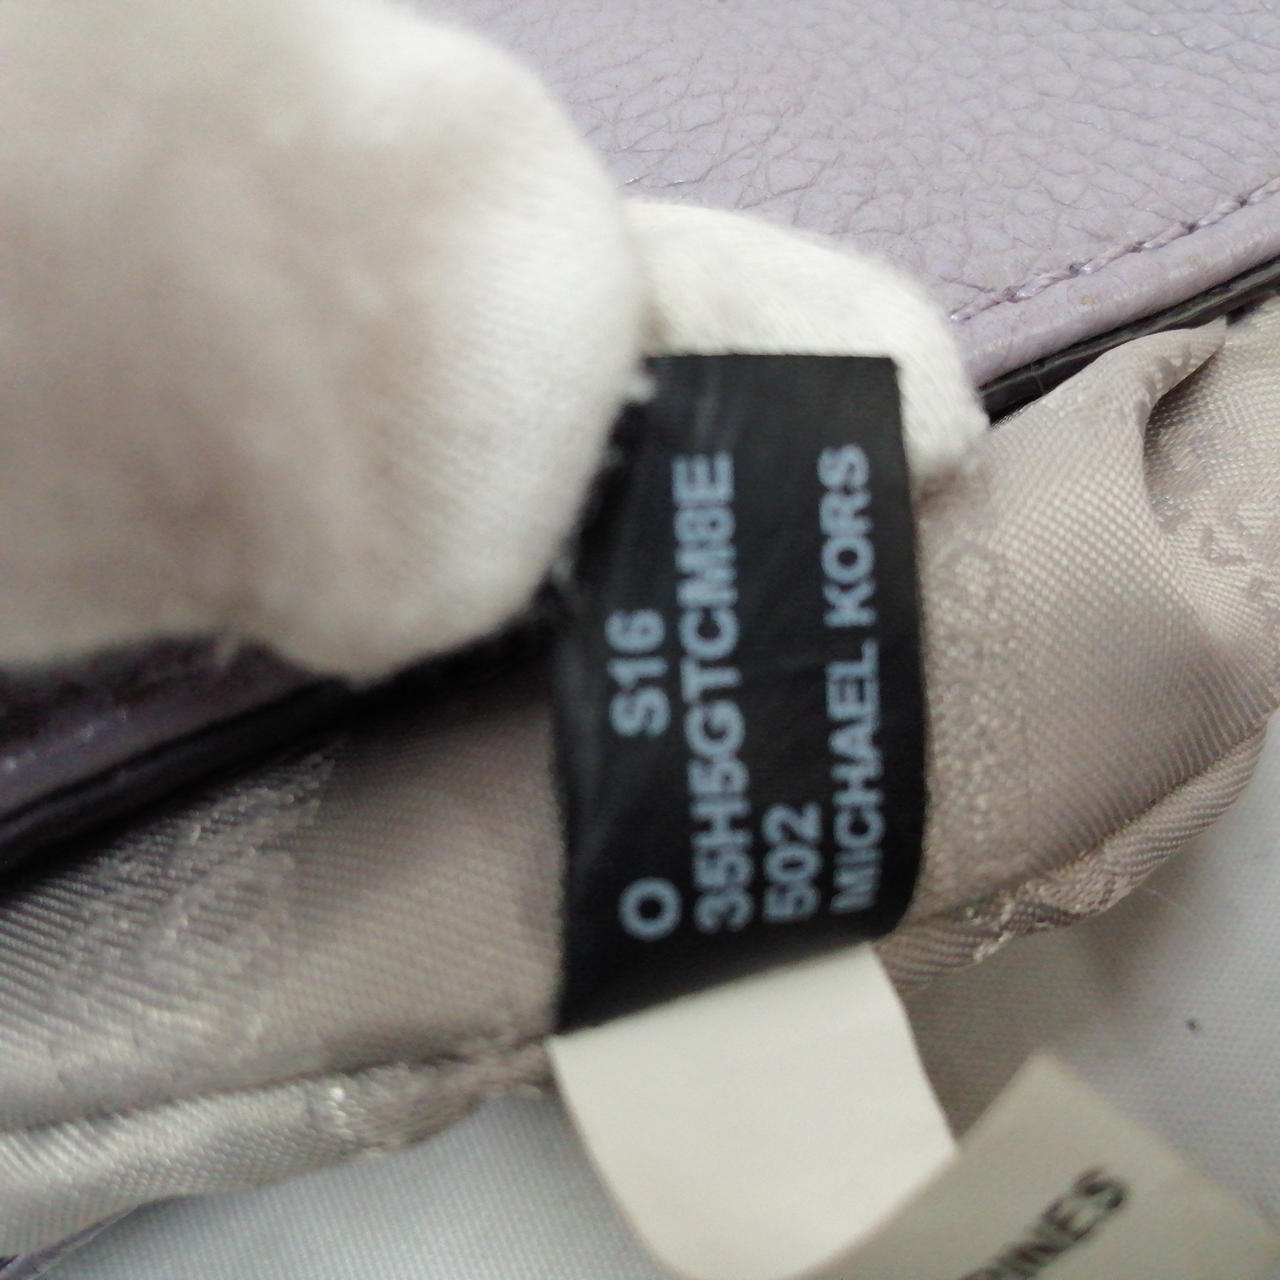 O S16
35H5GTCM8E
502
MICHAEL KORS